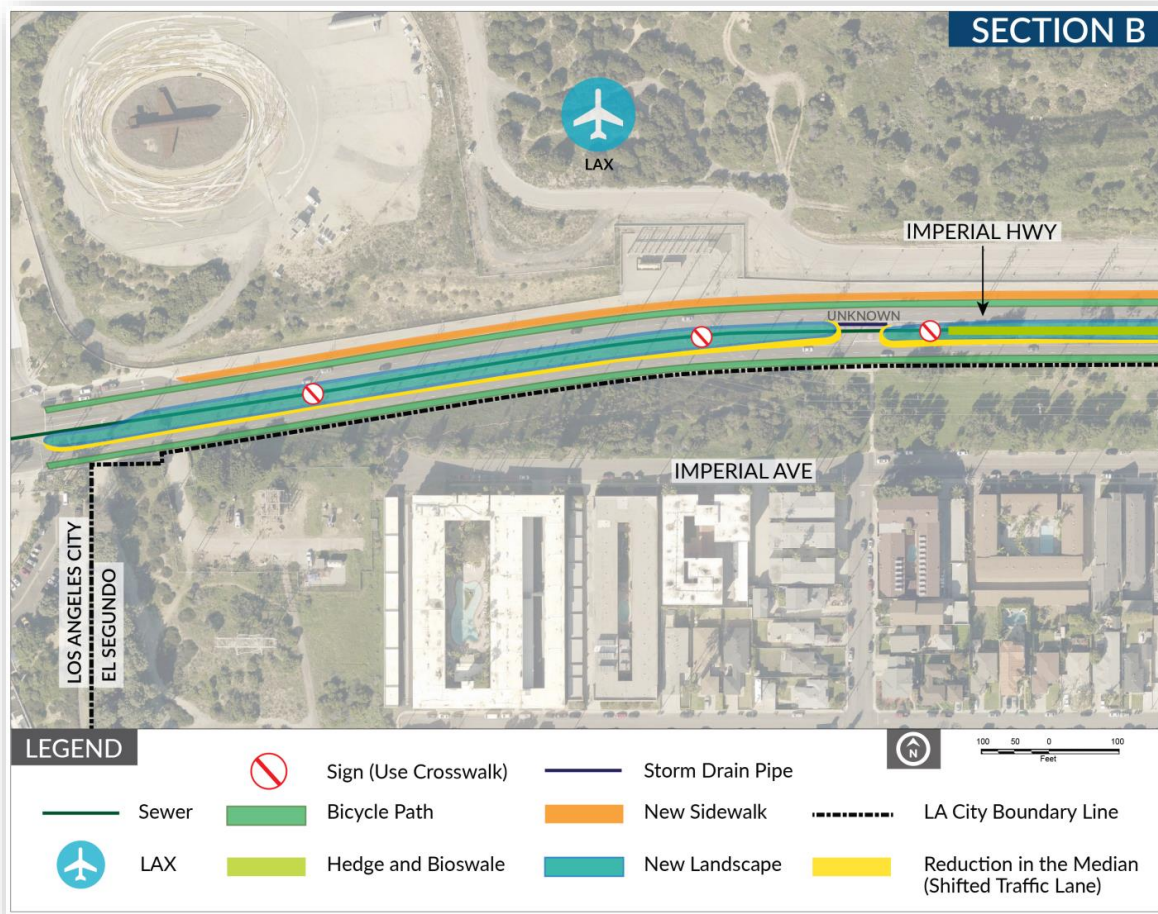 SECTION B
LAX
IMPERIAL HWY
UNKNOWN
IMPERIAL AVE
LOS ANGELES CITY
EL SEGUNDO
LEGEND
N
100 50 0 100
Feet
Sign (Use Crosswalk)
Storm Drain Pipe
Sewer
Bicycle Path
New Sidewalk
LA City Boundary Line
LAX
Hedge and Bioswale
New Landscape
Reduction in the Median
(Shifted Traffic Lane)